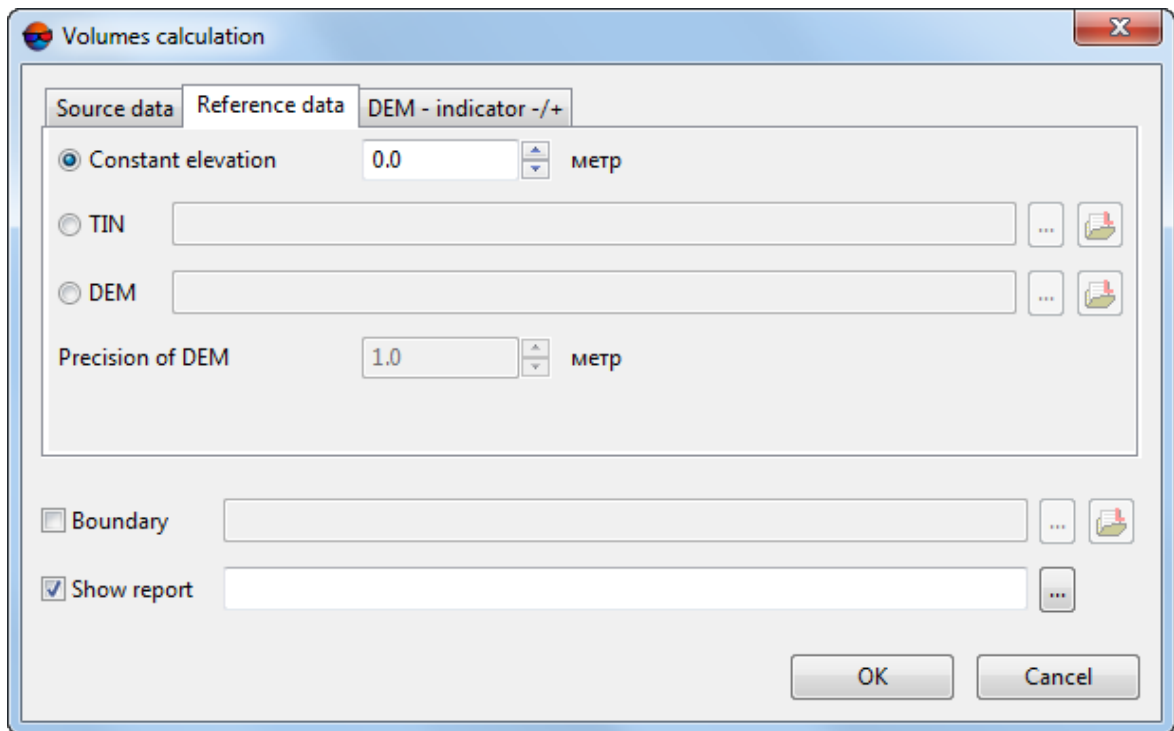 Volumes calculation
Source data Reference data DEM - indicator -/+
Constant elevation 0.0 метр
TIN ...
DEM ...
Precision of DEM 1.0 метр
Boundary ...
Show report ...
OK Cancel